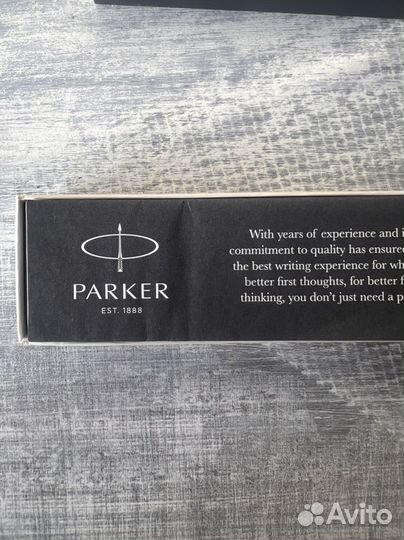 PARKER
EST. 1888
With years of experience and i
commitment to quality has ensured
the best writing experience for wh
better first thoughts, for better f
thinking, you don't just need a p
Avito